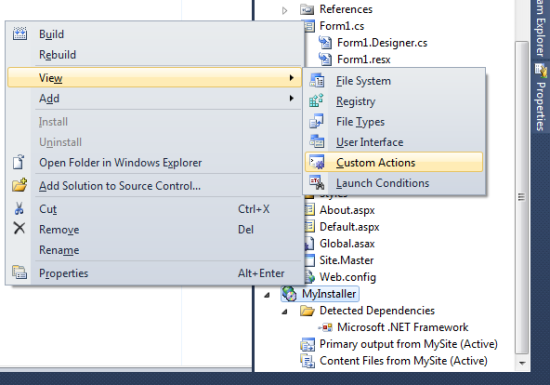 Build
Rebuild
View
Add
Install
Uninstall
Open Folder in Windows Explorer
Add Solution to Source Control...
Cut Ctrl+X
Remove Del
Rename
Properties Alt+Enter
File System
Registry
File Types
User Interface
Custom Actions
Launch Conditions
References
Form1.cs
Form1.Designer.cs
Form1.resx
About.aspx
Default.aspx
Global.asax
Site.Master
Web.config
MyInstaller
Detected Dependencies
Microsoft .NET Framework
Primary output from MySite (Active)
Content Files from MySite (Active)
Explorer
Properties